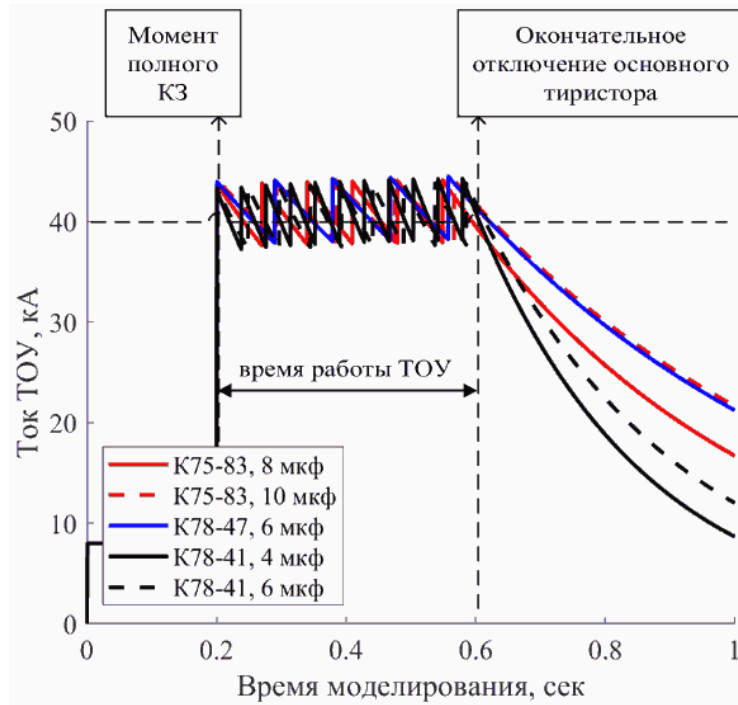 Момент
полного
КЗ
Окончательное
отключение основного
тиристора
50
40
30
20
10
0
Ток ТОУ, кА
время работы ТОУ
К75-83, 8 мкф
К75-83, 10 мкф
К78-47, 6 мкф
К78-41, 4 мкф
К78-41, 6 мкф
0 0.2 0.4 0.6 0.8 1
Время моделирования, сек